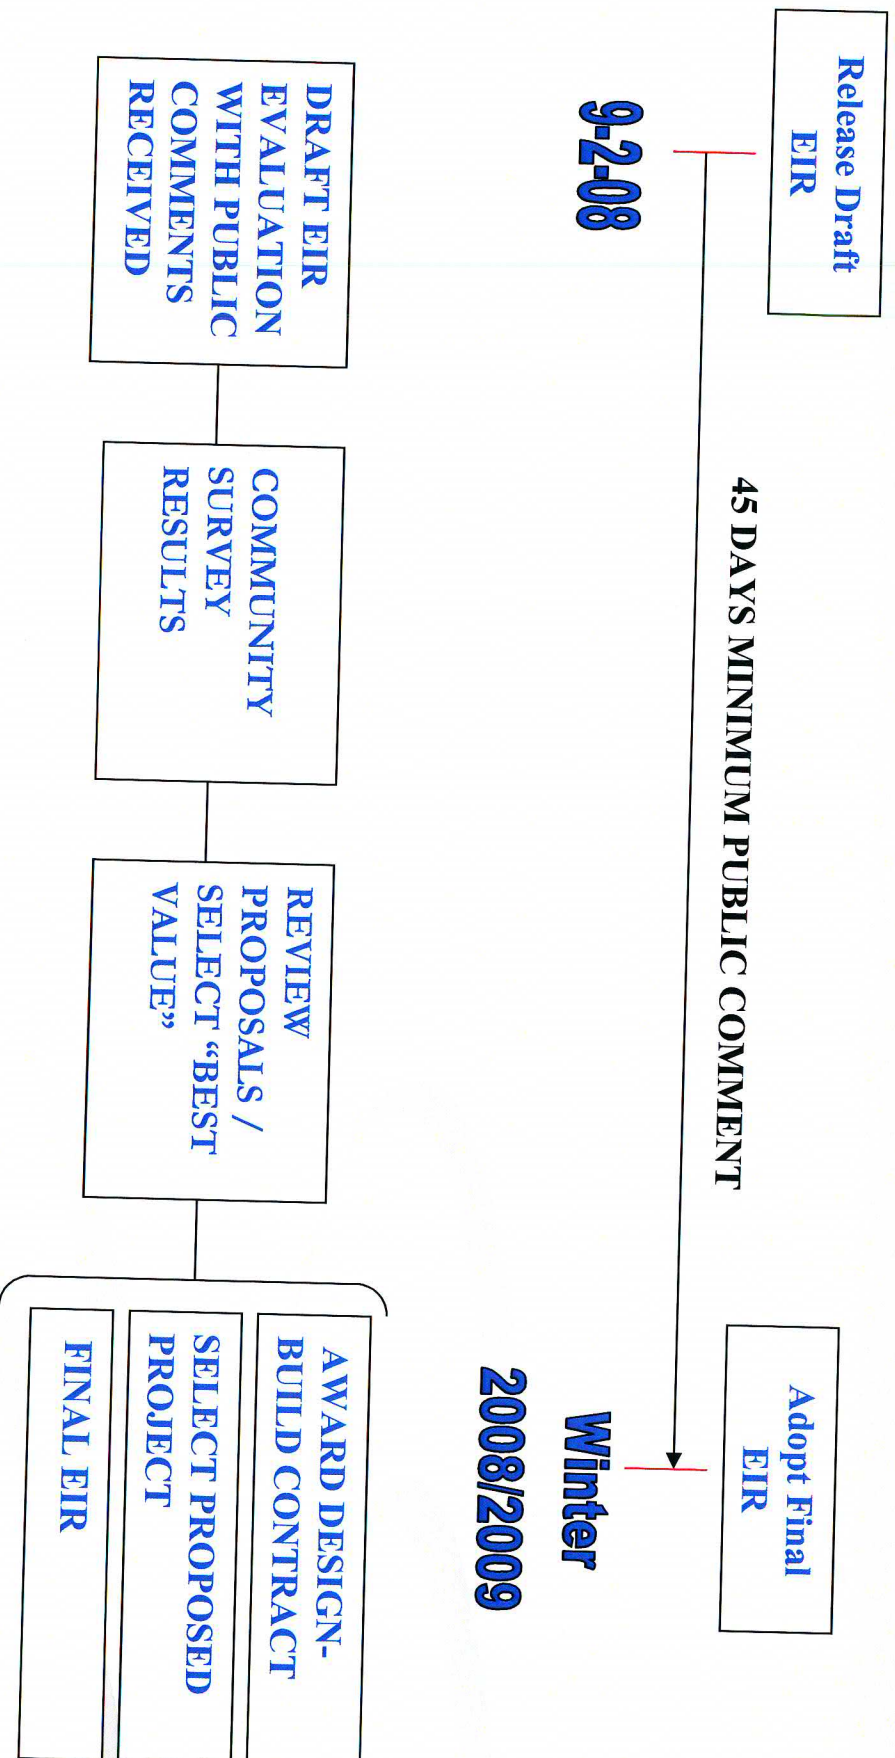 Release Draft
EIR
45 DAYS MINIMUM PUBLIC COMMENT
Adopt Final
EIR
9-2-08
Winter
2008/2009
DRAFT EIR
EVALUATION
WITH PUBLIC
COMMENTS
RECEIVED
COMMUNITY
SURVEY
RESULTS
REVIEW
PROPOSALS /
SELECT “BEST
VALUE”
AWARD DESIGN-
BUILD CONTRACT
SELECT PROPOSED
PROJECT
FINAL EIR